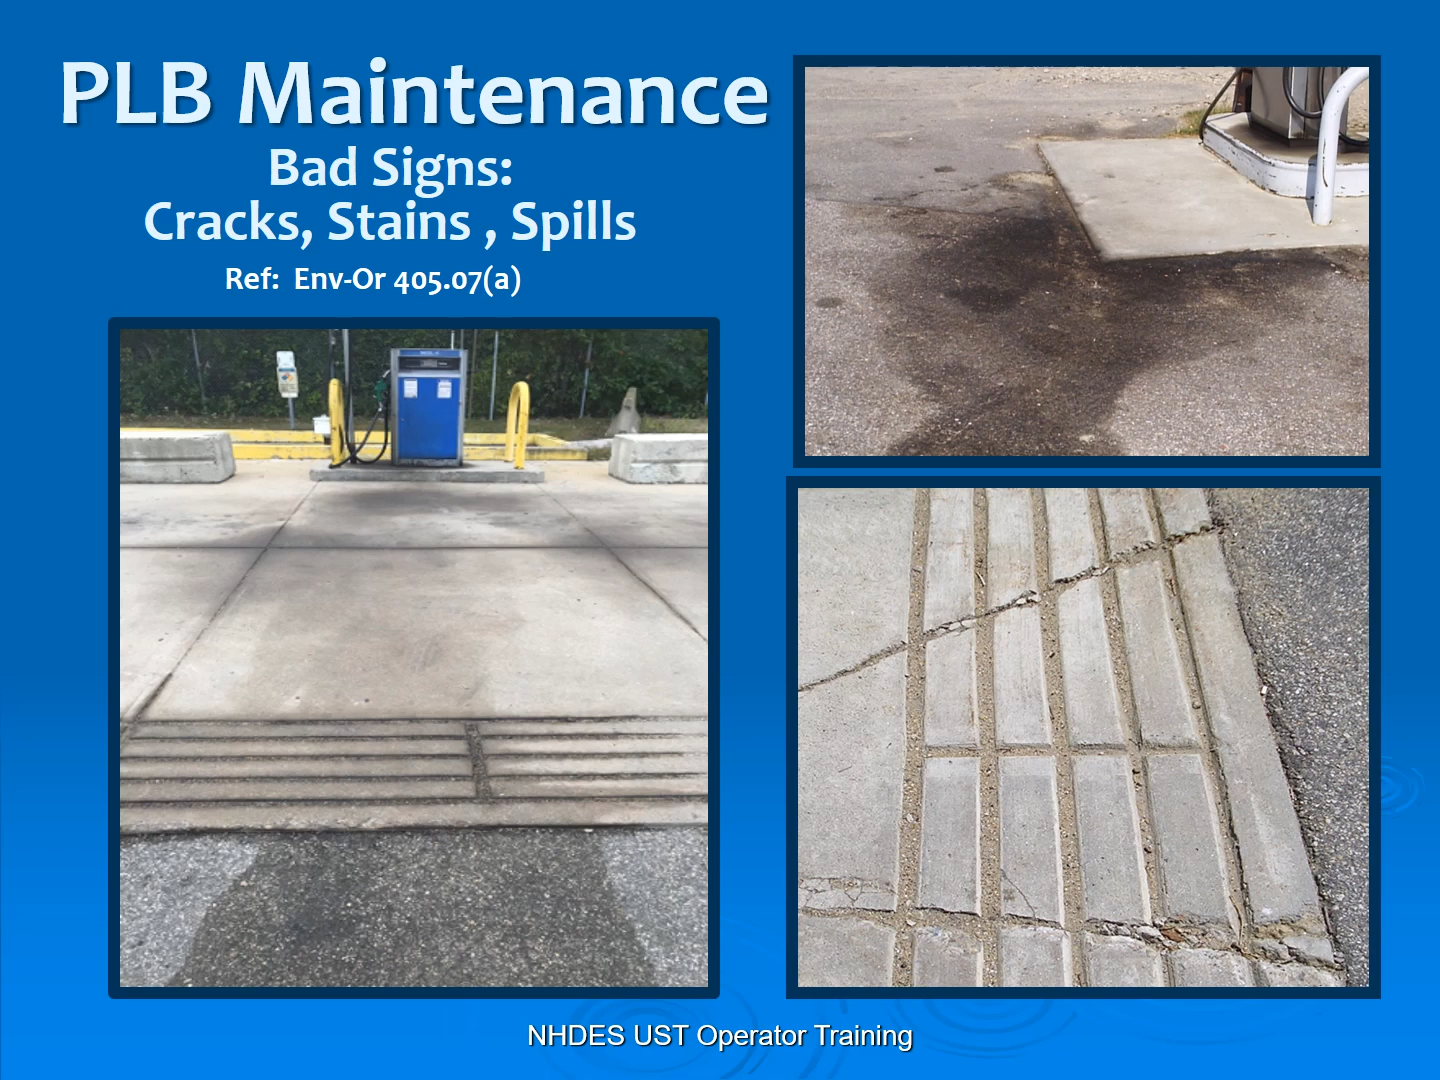 PLB Maintenance
Bad Signs:
Cracks, Stains , Spills
Ref:  Env-Or 405.07(a)
NHDES UST Operator Training